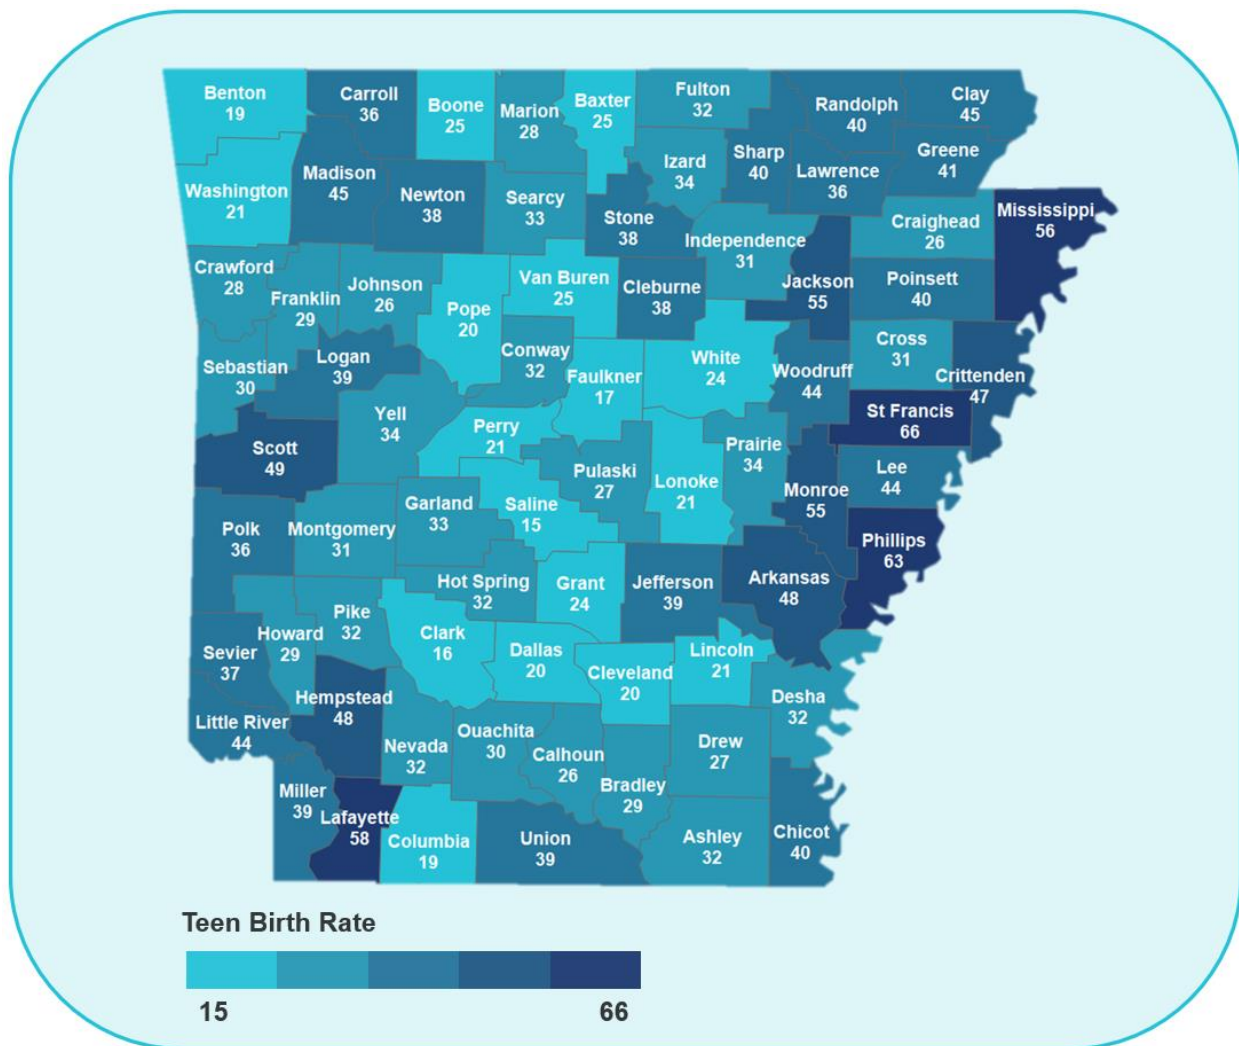 Benton
19
Carroll
36
Boone
25
Marion
28
Baxter
25
Fulton
32
Randolph
40
Clay
45
Izard
34
Sharp
40
Lawrence
36
Greene
41
Washington
21
Madison
45
Newton
38
Searcy
33
Stone
38
Independence
31
Craighead
26
Mississippi
56
Crawford
28
Franklin
29
Johnson
26
Pope
20
Van Buren
25
Cleburne
38
Jackson
55
Poinsett
40
Sebastian
30
Logan
39
Conway
32
Faulkner
17
White
24
Woodruff
44
Cross
31
Crittenden
47
Scott
49
Yell
34
Perry
21
Pulaski
27
Lonoke
21
Prairie
34
St Francis
66
Lee
44
Monroe
55
Polk
36
Montgomery
31
Garland
33
Saline
15
Phillips
63
Hot Spring
32
Grant
24
Jefferson
39
Arkansas
48
Sevier
37
Howard
29
Pike
32
Clark
16
Dallas
20
Cleveland
20
Lincoln
21
Desha
32
Little River
44
Hempstead
48
Nevada
32
Ouachita
30
Calhoun
26
Bradley
29
Drew
27
Miller
39
Lafayette
58
Columbia
19
Union
39
Ashley
32
Chicot
40
Teen Birth Rate
15
66